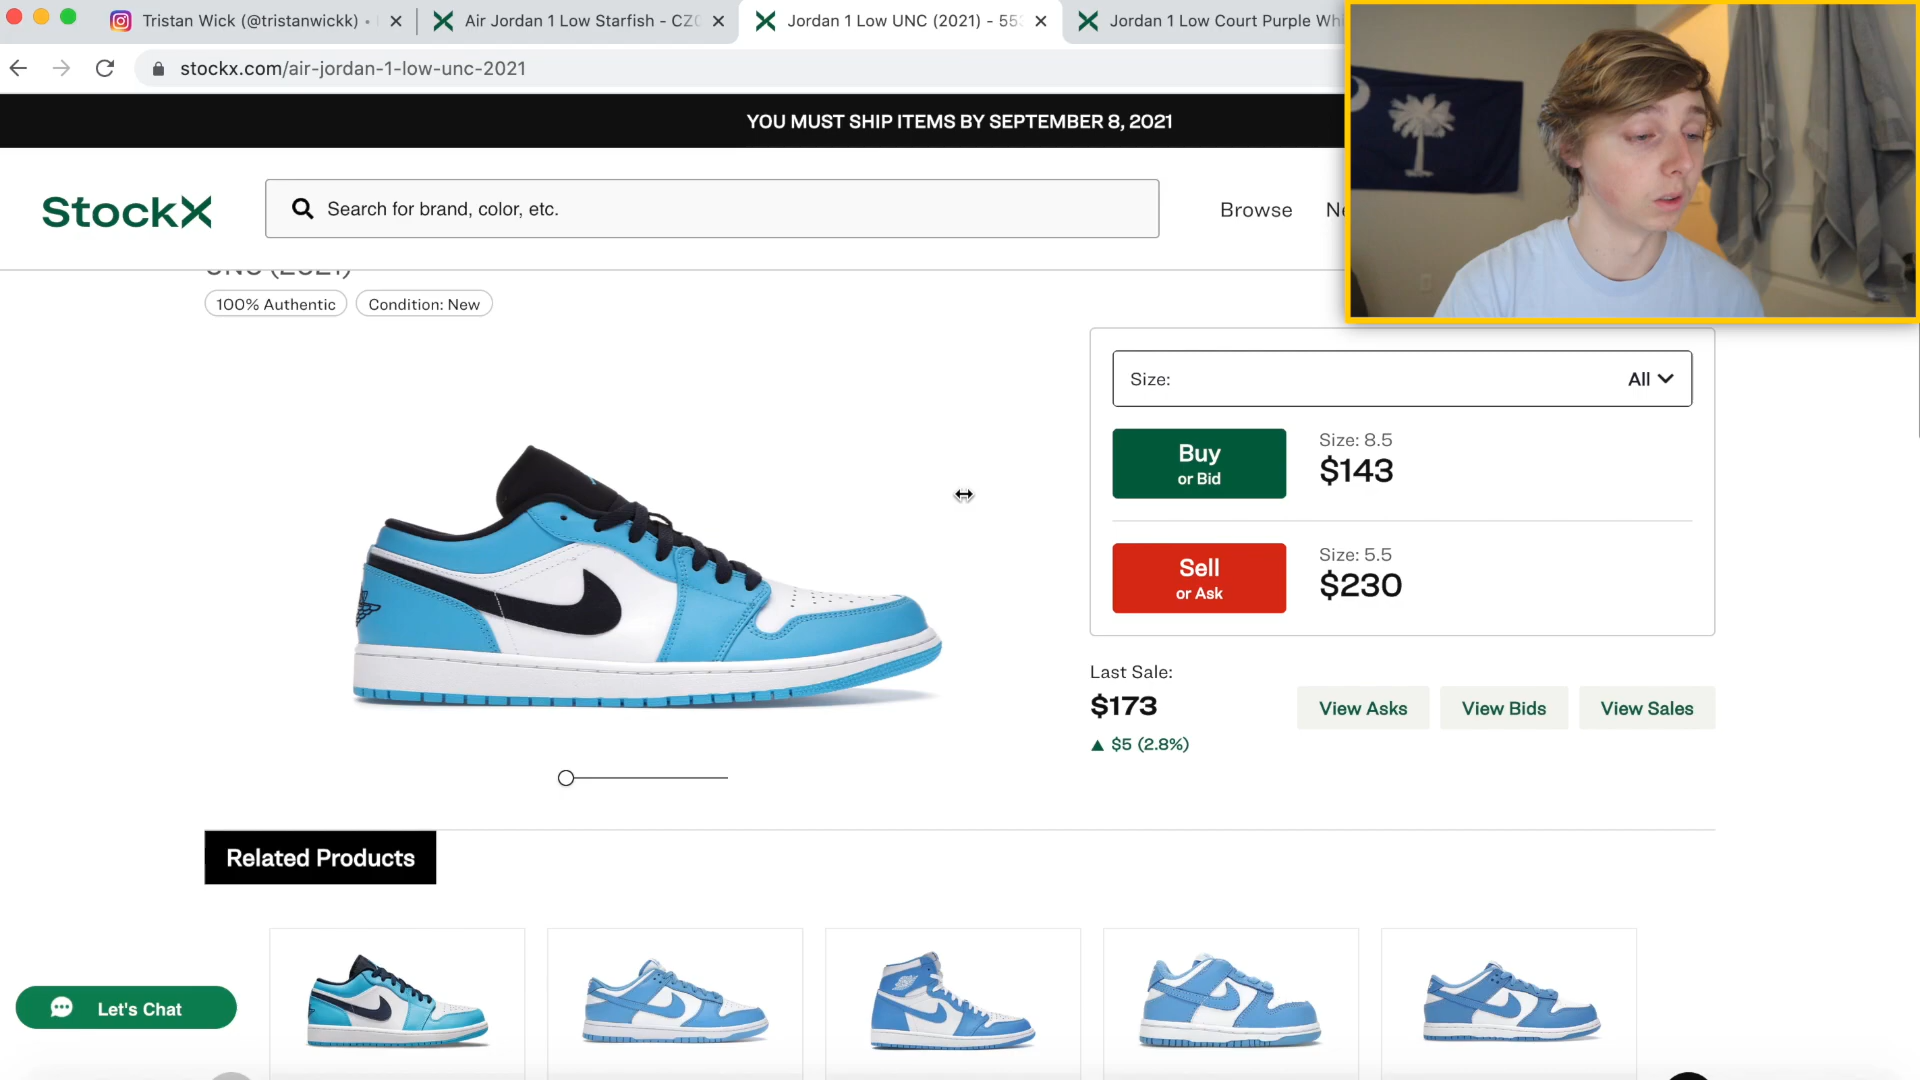 Tristan Wick (@tristanwickk) •
Air Jordan 1 Low Starfish - CZ
Jordan 1 Low UNC (2021) - 55
Jordan 1 Low Court Purple Whi
stockx.com/air-jordan-1-low-unc-2021
YOU MUST SHIP ITEMS BY SEPTEMBER 8, 2021
StockX
Search for brand, color, etc.
Browse
Ne
UNC (2021)
100% Authentic
Condition: New
Size:
All
Buy
or Bid
Size: 8.5
$143
Sell
or Ask
Size: 5.5
$230
Last Sale:
$173
▲ $5 (2.8%)
View Asks
View Bids
View Sales
Related Products
Let's Chat